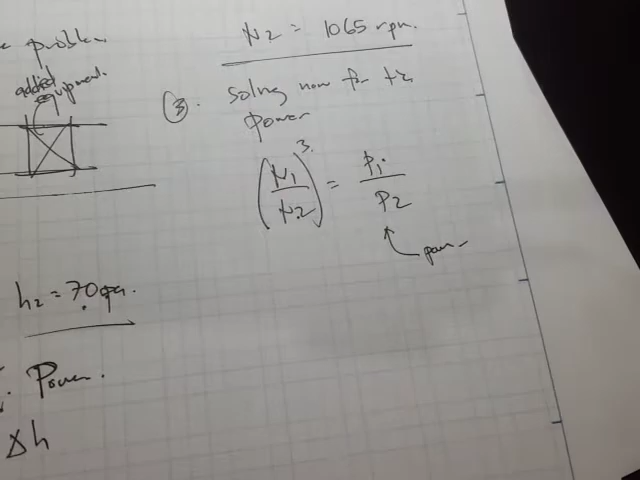 problem
added
equipment.
h2 = 70 pa.
Power.
Δh
N2 = 1065 rpm.
3. Solving now for the
power
(N1/N2)^3. = P1/P2